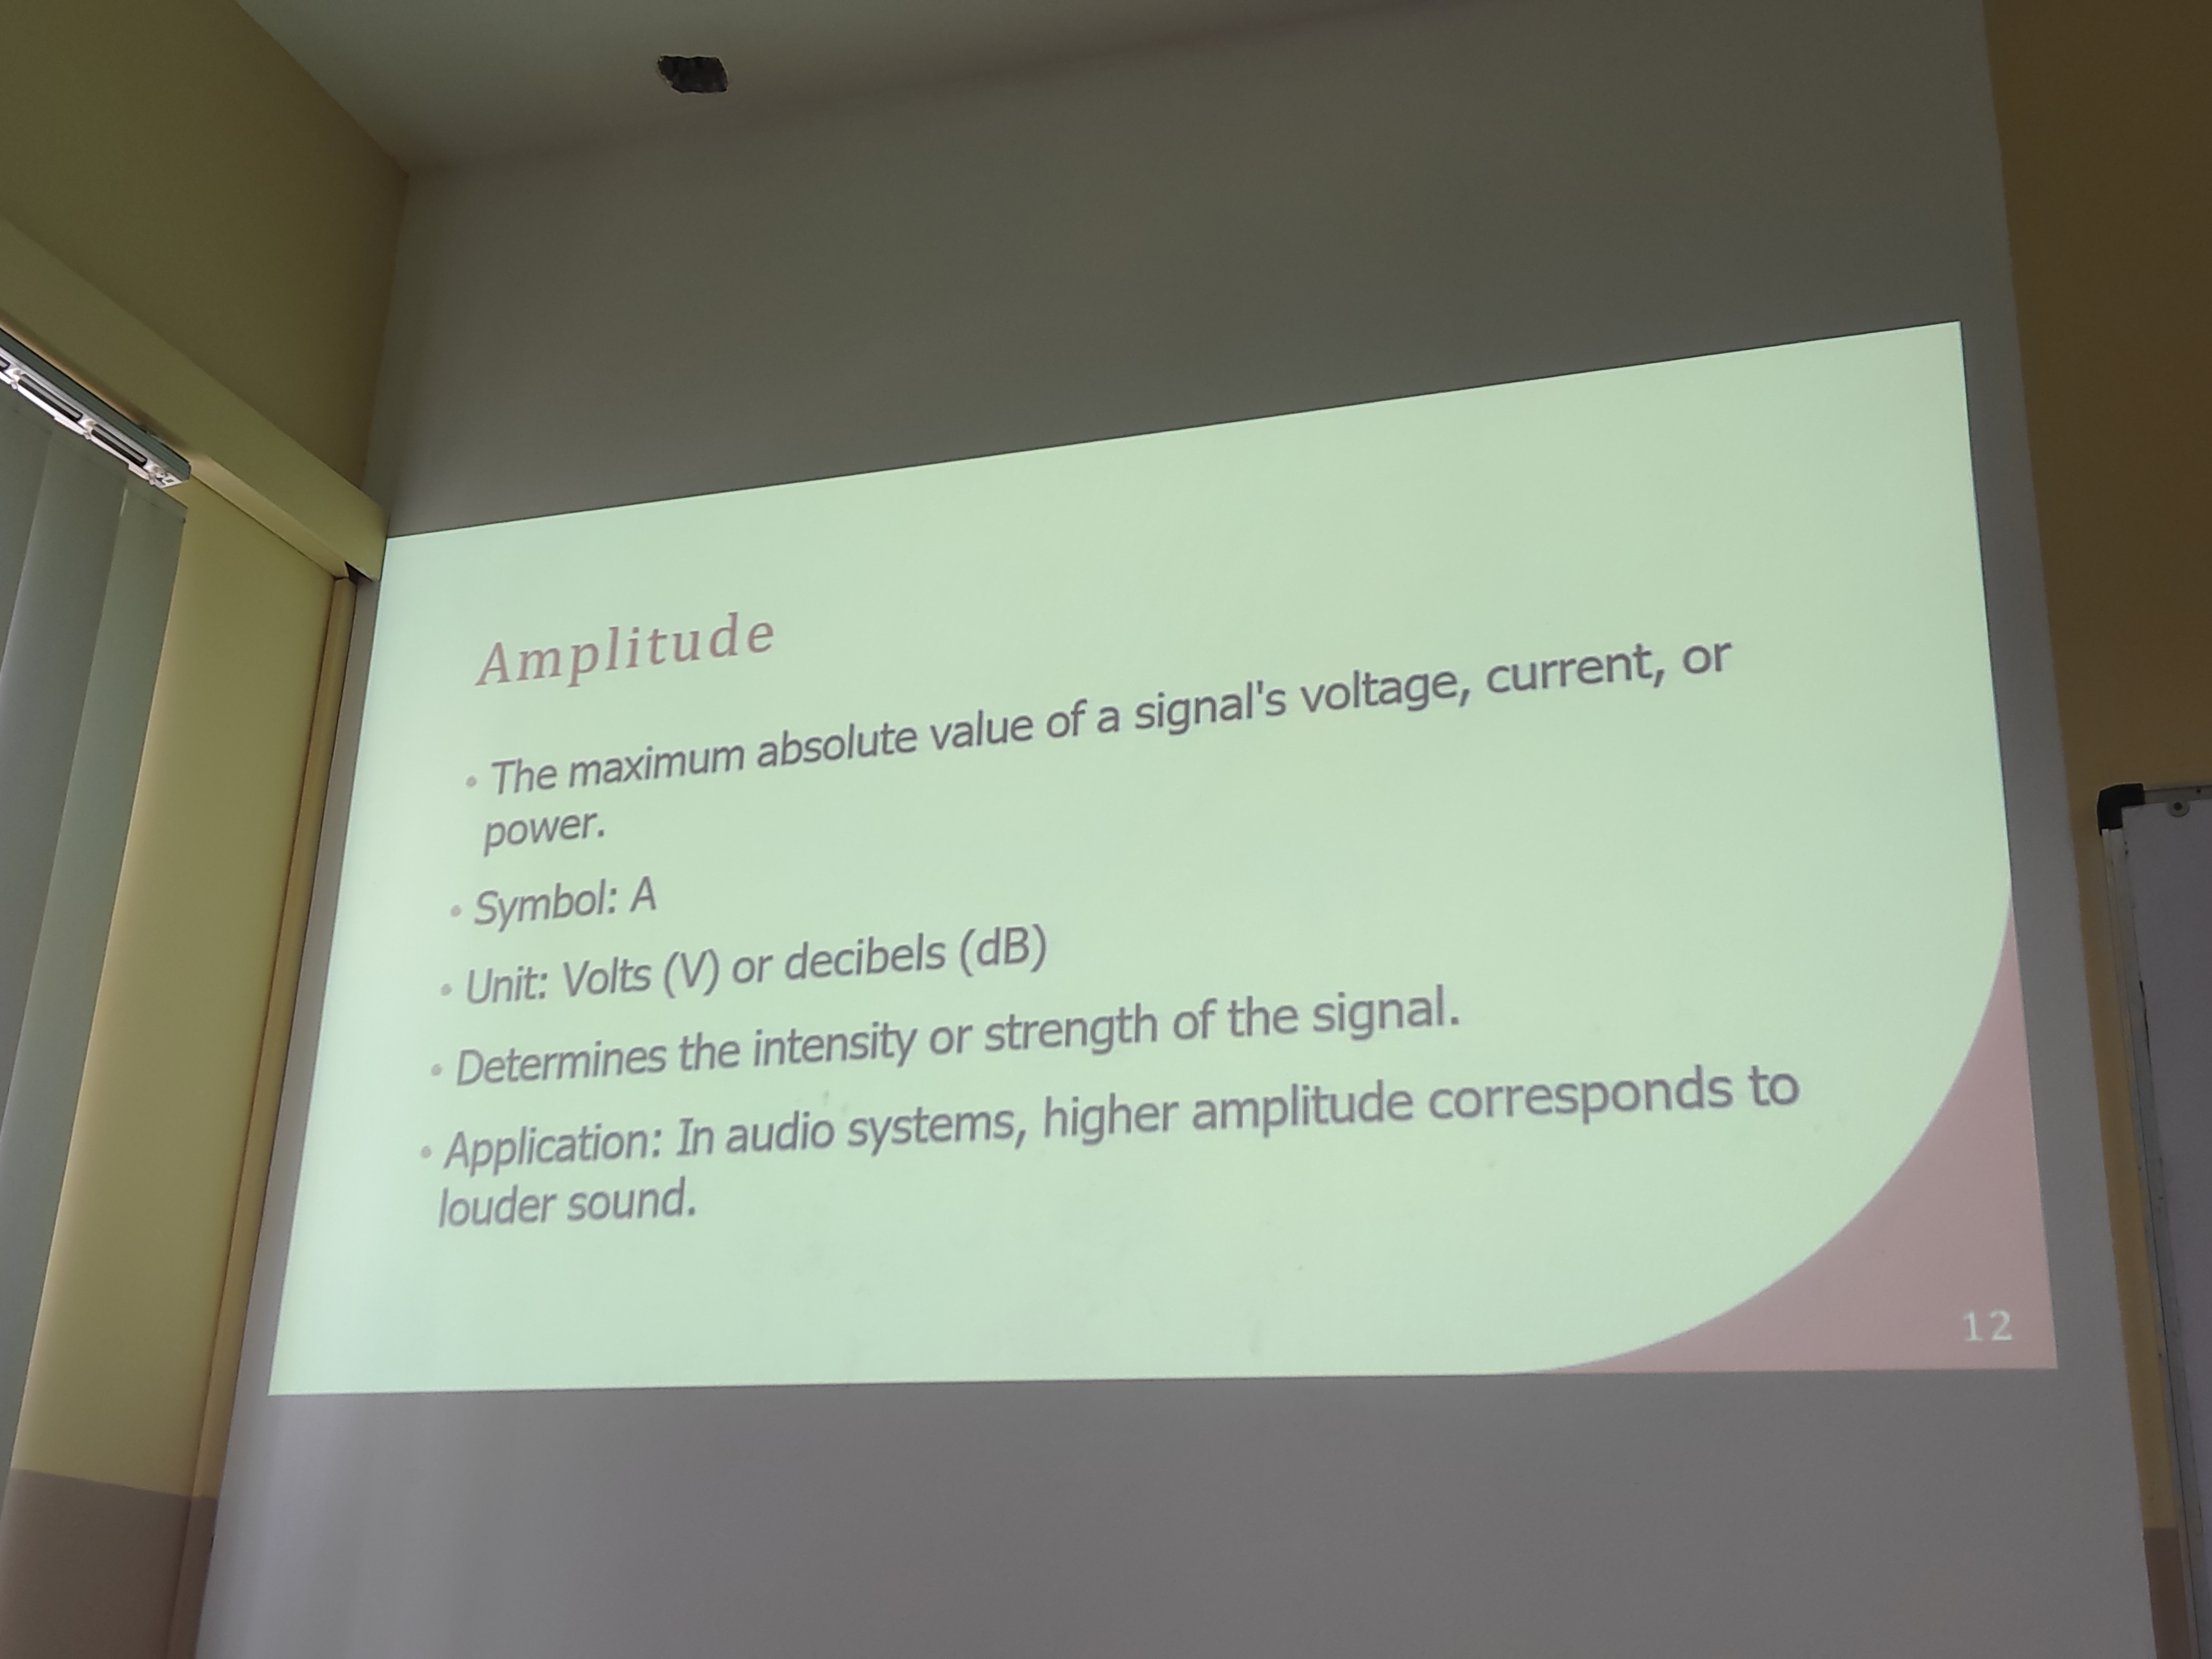 Amplitude
• The maximum absolute value of a signal's voltage, current, or
power.
• Symbol: A
• Unit: Volts (V) or decibels (dB)
• Determines the intensity or strength of the signal.
• Application: In audio systems, higher amplitude corresponds to
louder sound.
12